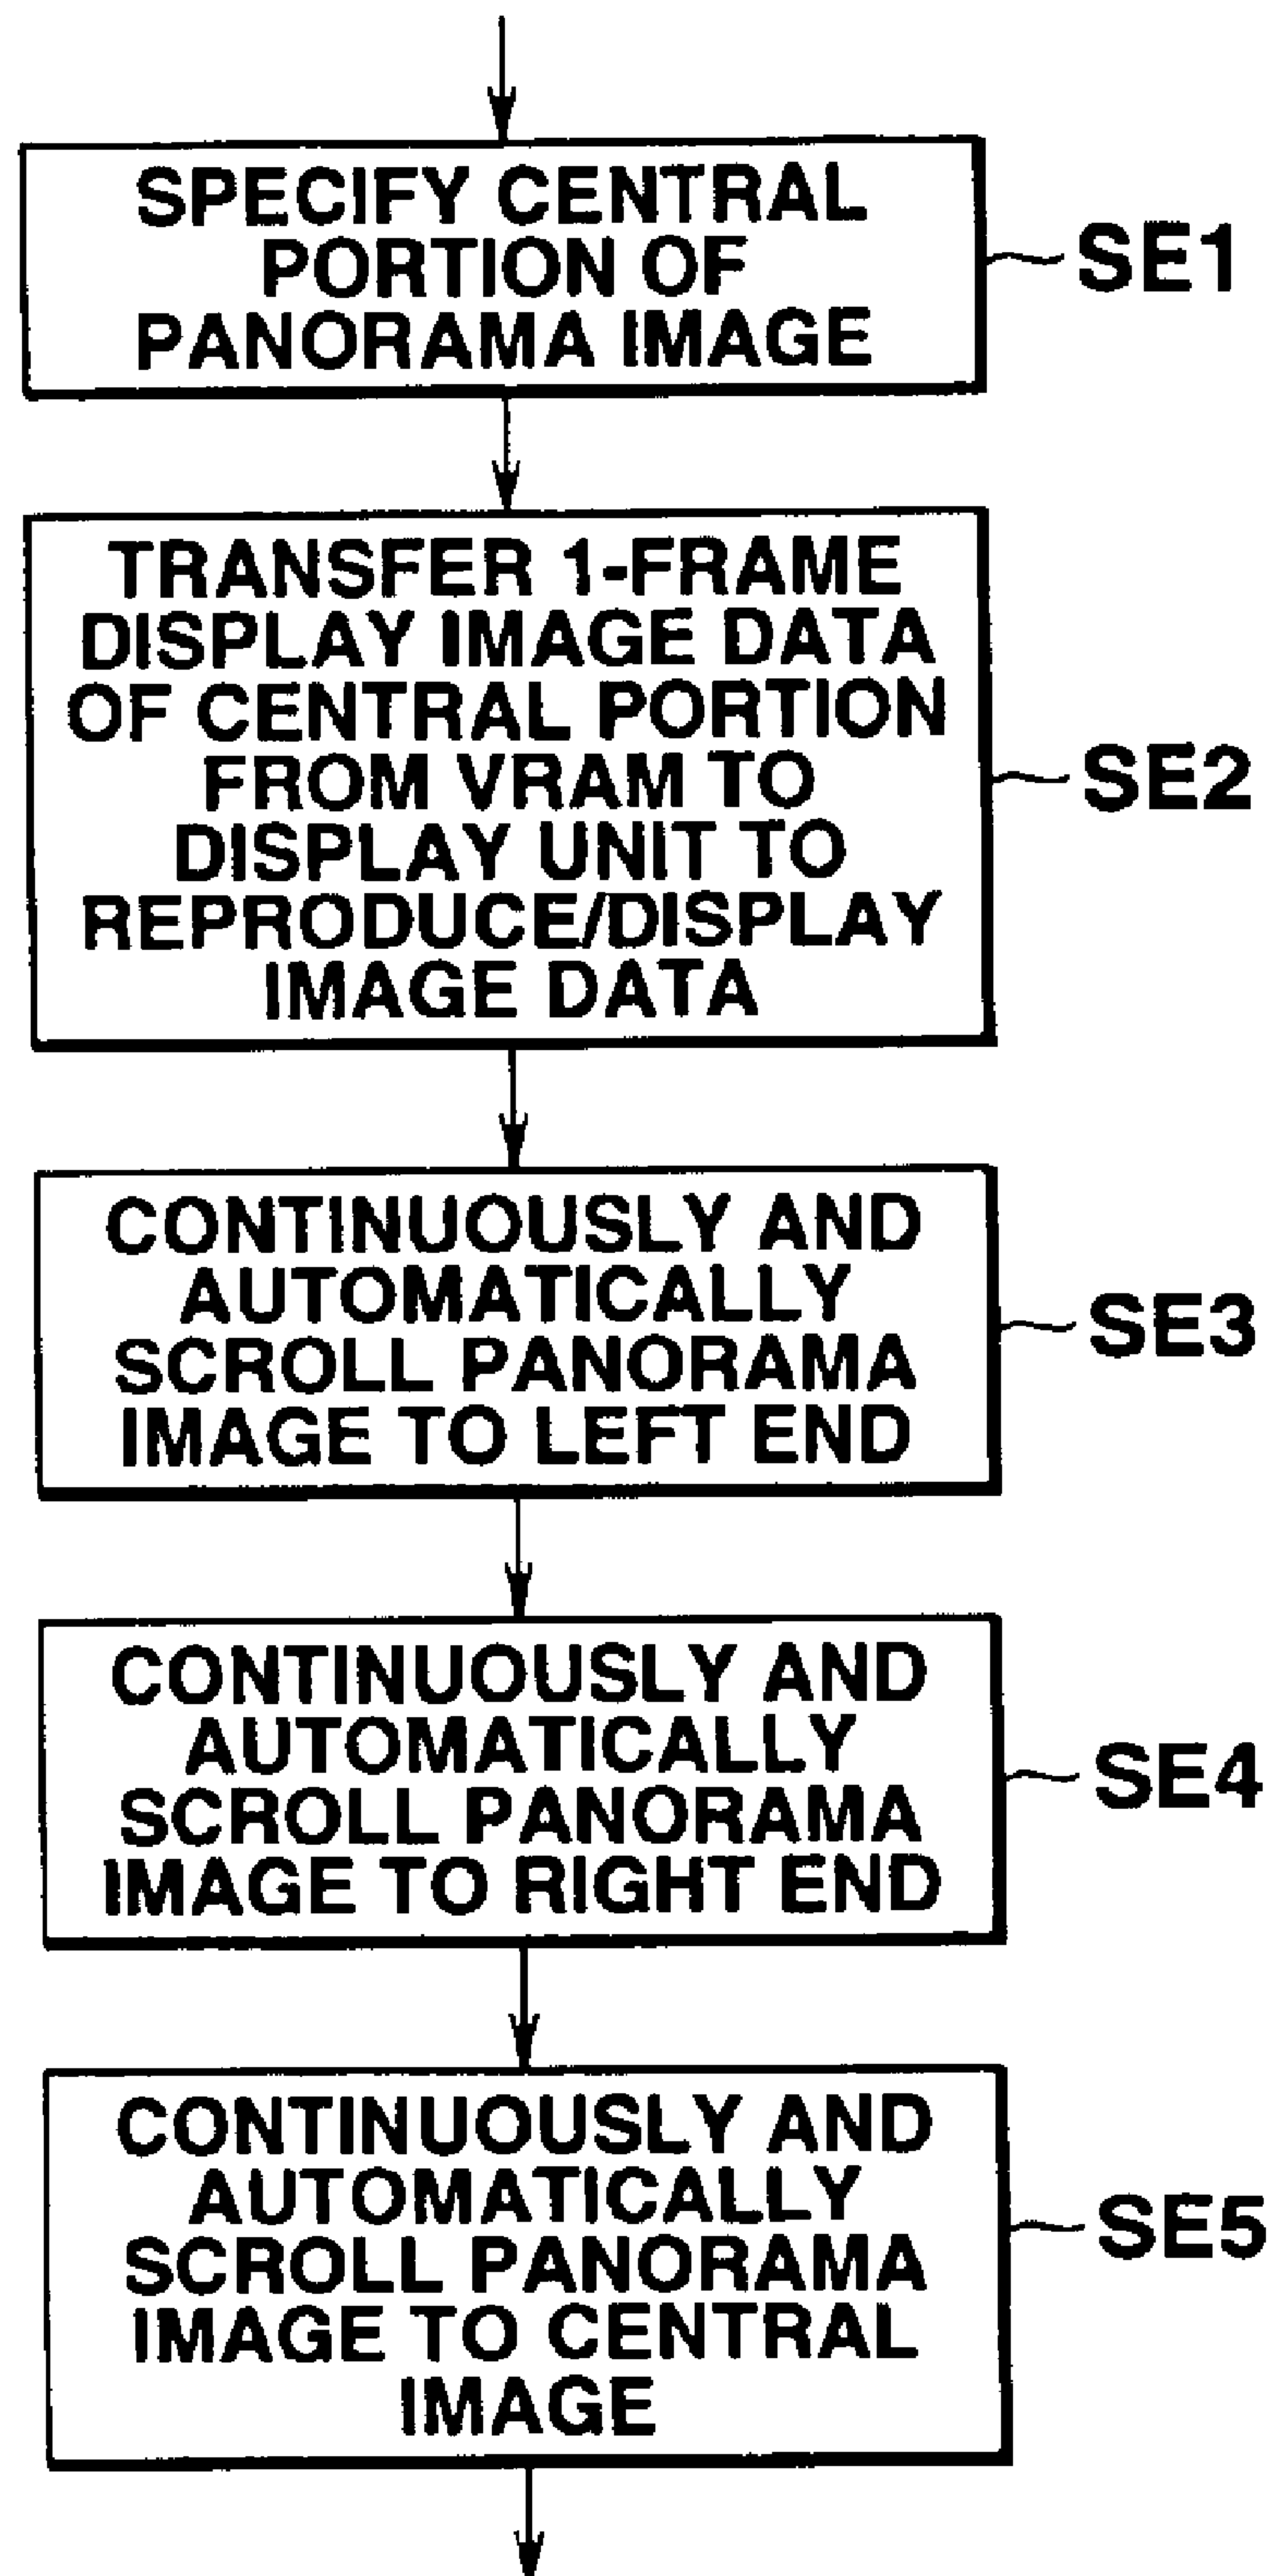 SPECIFY CENTRAL
PORTION OF
PANORAMA IMAGE
SE1
TRANSFER 1-FRAME
DISPLAY IMAGE DATA
OF CENTRAL PORTION
FROM VRAM TO
DISPLAY UNIT TO
REPRODUCE/DISPLAY
IMAGE DATA
SE2
CONTINUOUSLY AND
AUTOMATICALLY
SCROLL PANORAMA
IMAGE TO LEFT END
SE3
CONTINUOUSLY AND
AUTOMATICALLY
SCROLL PANORAMA
IMAGE TO RIGHT END
SE4
CONTINUOUSLY AND
AUTOMATICALLY
SCROLL PANORAMA
IMAGE TO CENTRAL
IMAGE
SE5